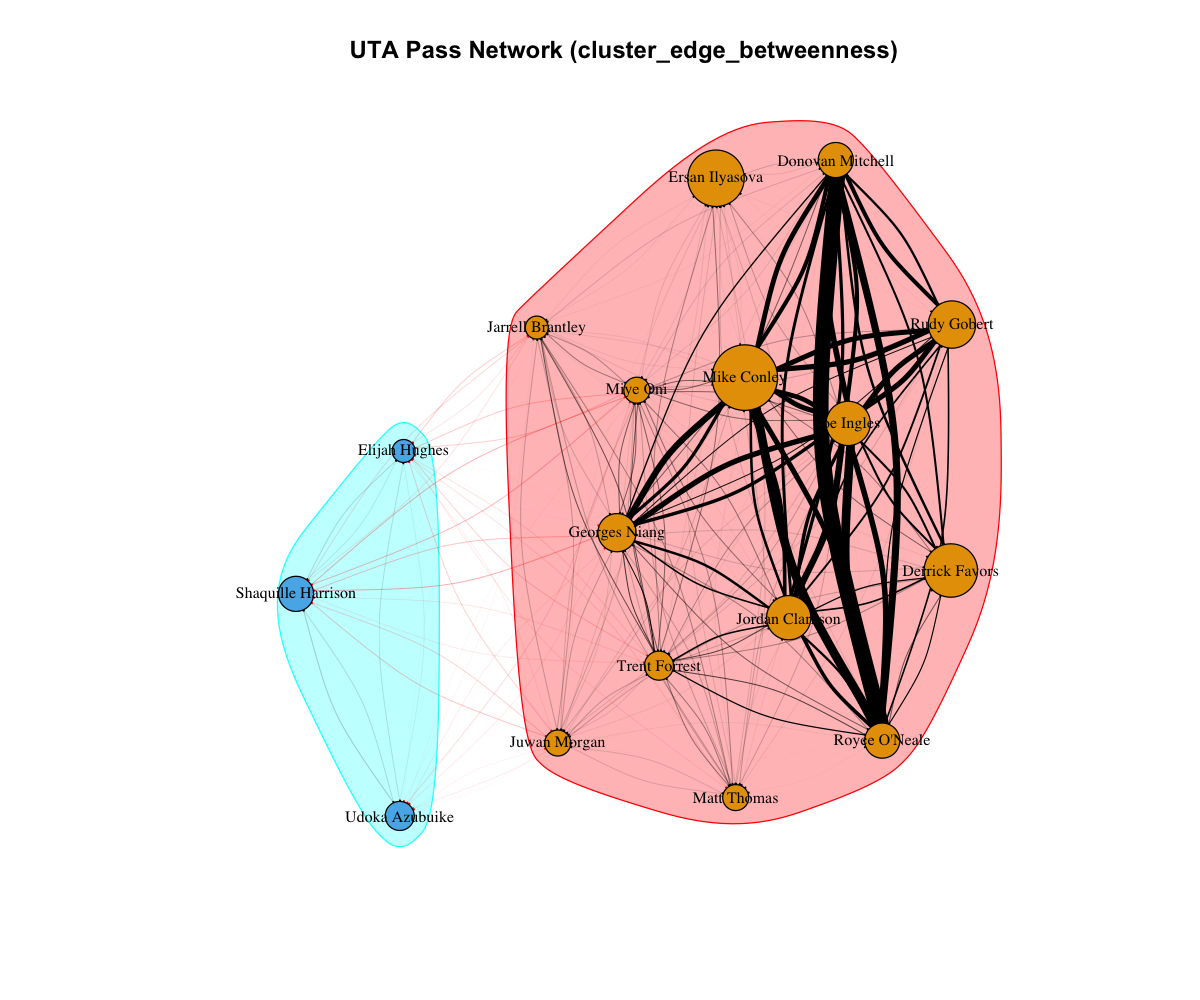 UTA Pass Network (cluster_edge_betweenness)
Donovan Mitchell
Ersan Ilyasova
Rudy Gobert
Jarrell Brantley
Mike Conley
Miye Oni
Joe Ingles
Elijah Hughes
Georges Niang
Derrick Favors
Shaquille Harrison
Jordan Clarkson
Trent Forrest
Royce O'Neale
Juwan Morgan
Matt Thomas
Udoka Azubuike